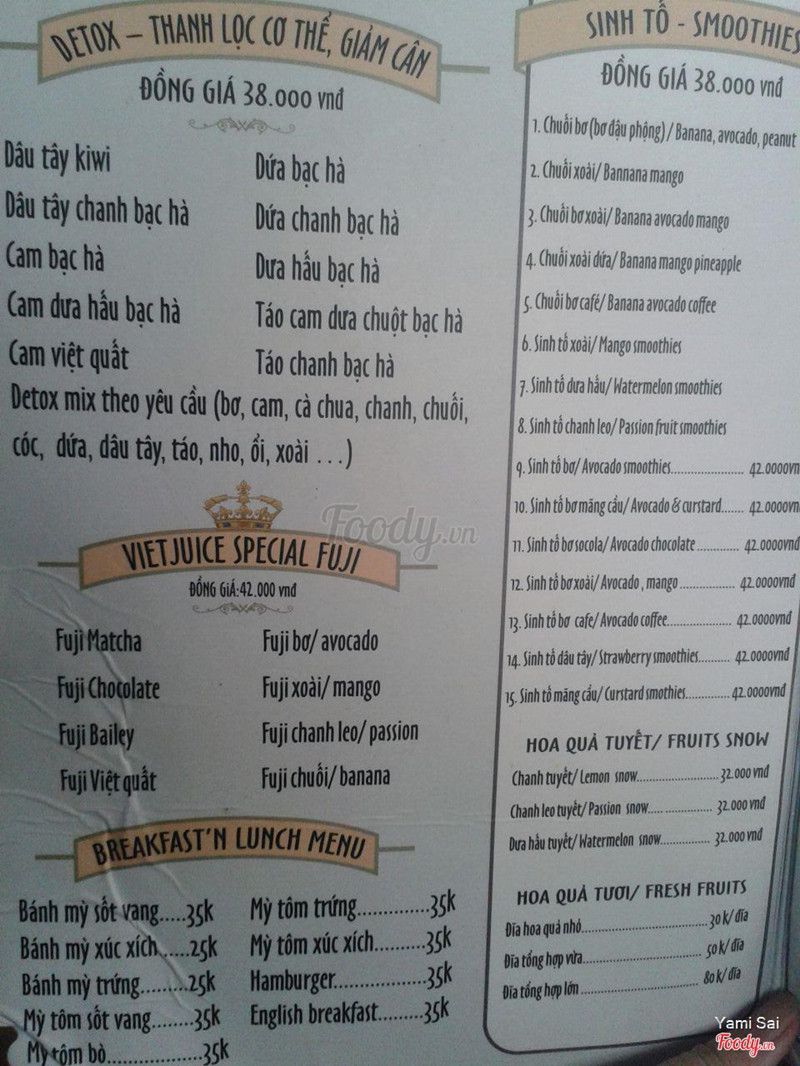 DETOX – THANH LỌC CƠ THỂ, GIẢM CÂN
ĐỒNG GIÁ 38.000 vnđ
Dâu tây kiwi
Dứa bạc hà
Dâu tây chanh bạc hà
Dứa chanh bạc hà
Cam bạc hà
Dưa hấu bạc hà
Cam dưa hấu bạc hà
Táo cam dưa chuột bạc hà
Cam việt quất
Táo chanh bạc hà
Detox mix theo yêu cầu (bơ, cam, cà chua, chanh, chuối,
cóc, dứa, dâu tây, táo, nho, ổi, xoài ...)
VIETJUICE SPECIAL FUJI
ĐỒNG GIÁ:42.000 vnđ
Fuji Matcha
Fuji bơ/ avocado
Fuji Chocolate
Fuji xoài/ mango
Fuji Bailey
Fuji chanh leo/ passion
Fuji Việt quất
Fuji chuối/ banana
BREAKFAST'N LUNCH MENU
Bánh mỳ sốt vang.....35k
Mỳ tôm trứng.............35k
Bánh mỳ xúc xích......25k
Mỳ tôm xúc xích.........35k
Bánh mỳ trứng.........25k
Hamburger................35k
Mỳ tôm sốt vang.......35k
English breakfast........35k
Mỳ tôm bò................35k
SINH TỐ - SMOOTHIES
ĐỒNG GIÁ 38.000 vnđ
1. Chuối bơ (bơ đậu phộng) / Banana, avocado, peanut
2. Chuối xoài/ Bannana mango
3. Chuối bơ xoài/ Banana avocado mango
4. Chuối xoài dứa/ Banana mango pineapple
5. Chuối bơ café/ Banana avocado coffee
6. Sinh tố xoài/ Mango smoothies
7. Sinh tố dưa hấu/ Watermelon smoothies
8. Sinh tố chanh leo/ Passion fruit smoothies
9. Sinh tố bơ/ Avocado smoothies..................... 42.0000vn
10. Sinh tố bơ mãng cầu/ Avocado & curstard....... 42.0000vn
11. Sinh tố bơ socola/ Avocado chocolate ............ 42.0000vnđ
12. Sinh tố bơ xoài/ Avocado , mango ............... 42.0000vnđ
13. Sinh tố bơ cafe/ Avocado coffee.................. 42.0000vnđ
14. Sinh tố dâu tây/ Strawberry smoothies......... 42.0000vnđ
15. Sinh tố mãng cầu/ Curstard smothies............. 42.0000vnđ
HOA QUẢ TUYẾT/ FRUITS SNOW
Chanh tuyết/ Lemon snow........................ 32.000 vnđ
Chanh leo tuyết/ Passion snow................... 32.000 vnđ
Dưa hấu tuyết/ Watermelon snow............... 32.000 vnđ
HOA QUẢ TƯƠI/ FRESH FRUITS
Đĩa hoa quả nhỏ.................................. 30 k/ đĩa
Đĩa tổng hợp vừa................................ 50 k/ đĩa
Đĩa tổng hợp lớn ................................ 80 k/ đĩa
Foody.vn
Yami Sai
Foody.vn